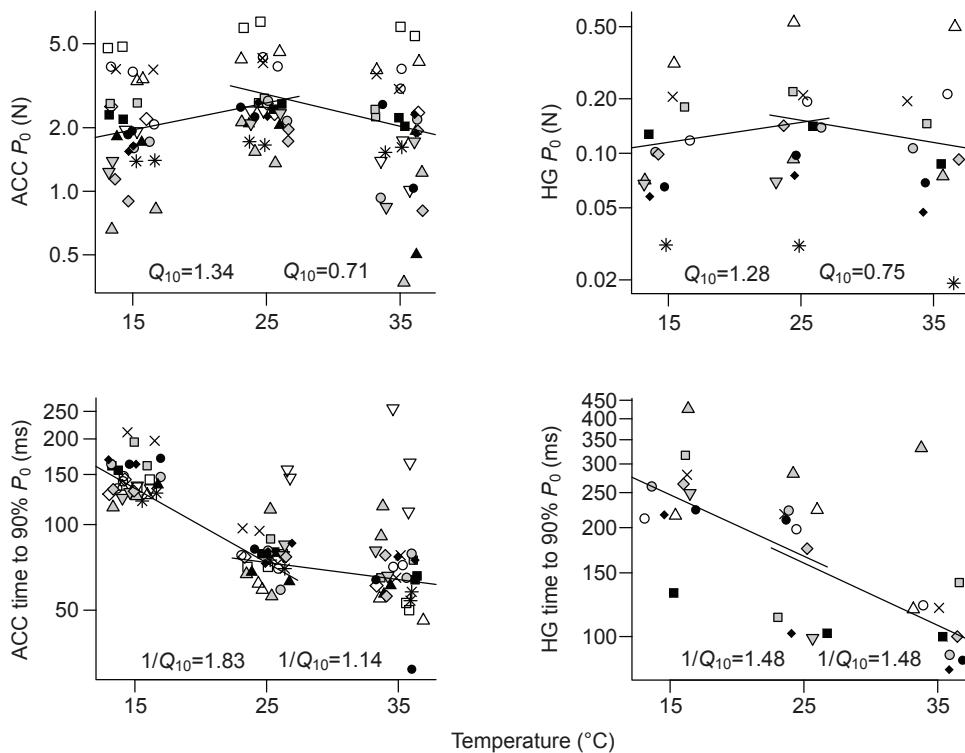 ACC P0 (N)
5.0
2.0
1.0
0.5
Q10=1.34 Q10=0.71
15 25 35
HG P0 (N)
0.50
0.20
0.10
0.05
0.02
Q10=1.28 Q10=0.75
15 25 35
ACC time to 90% P0 (ms)
250
200
150
100
50
1/Q10=1.83 1/Q10=1.14
15 25 35
HG time to 90% P0 (ms)
450
350
300
250
200
150
100
1/Q10=1.48 1/Q10=1.48
15 25 35
Temperature (°C)